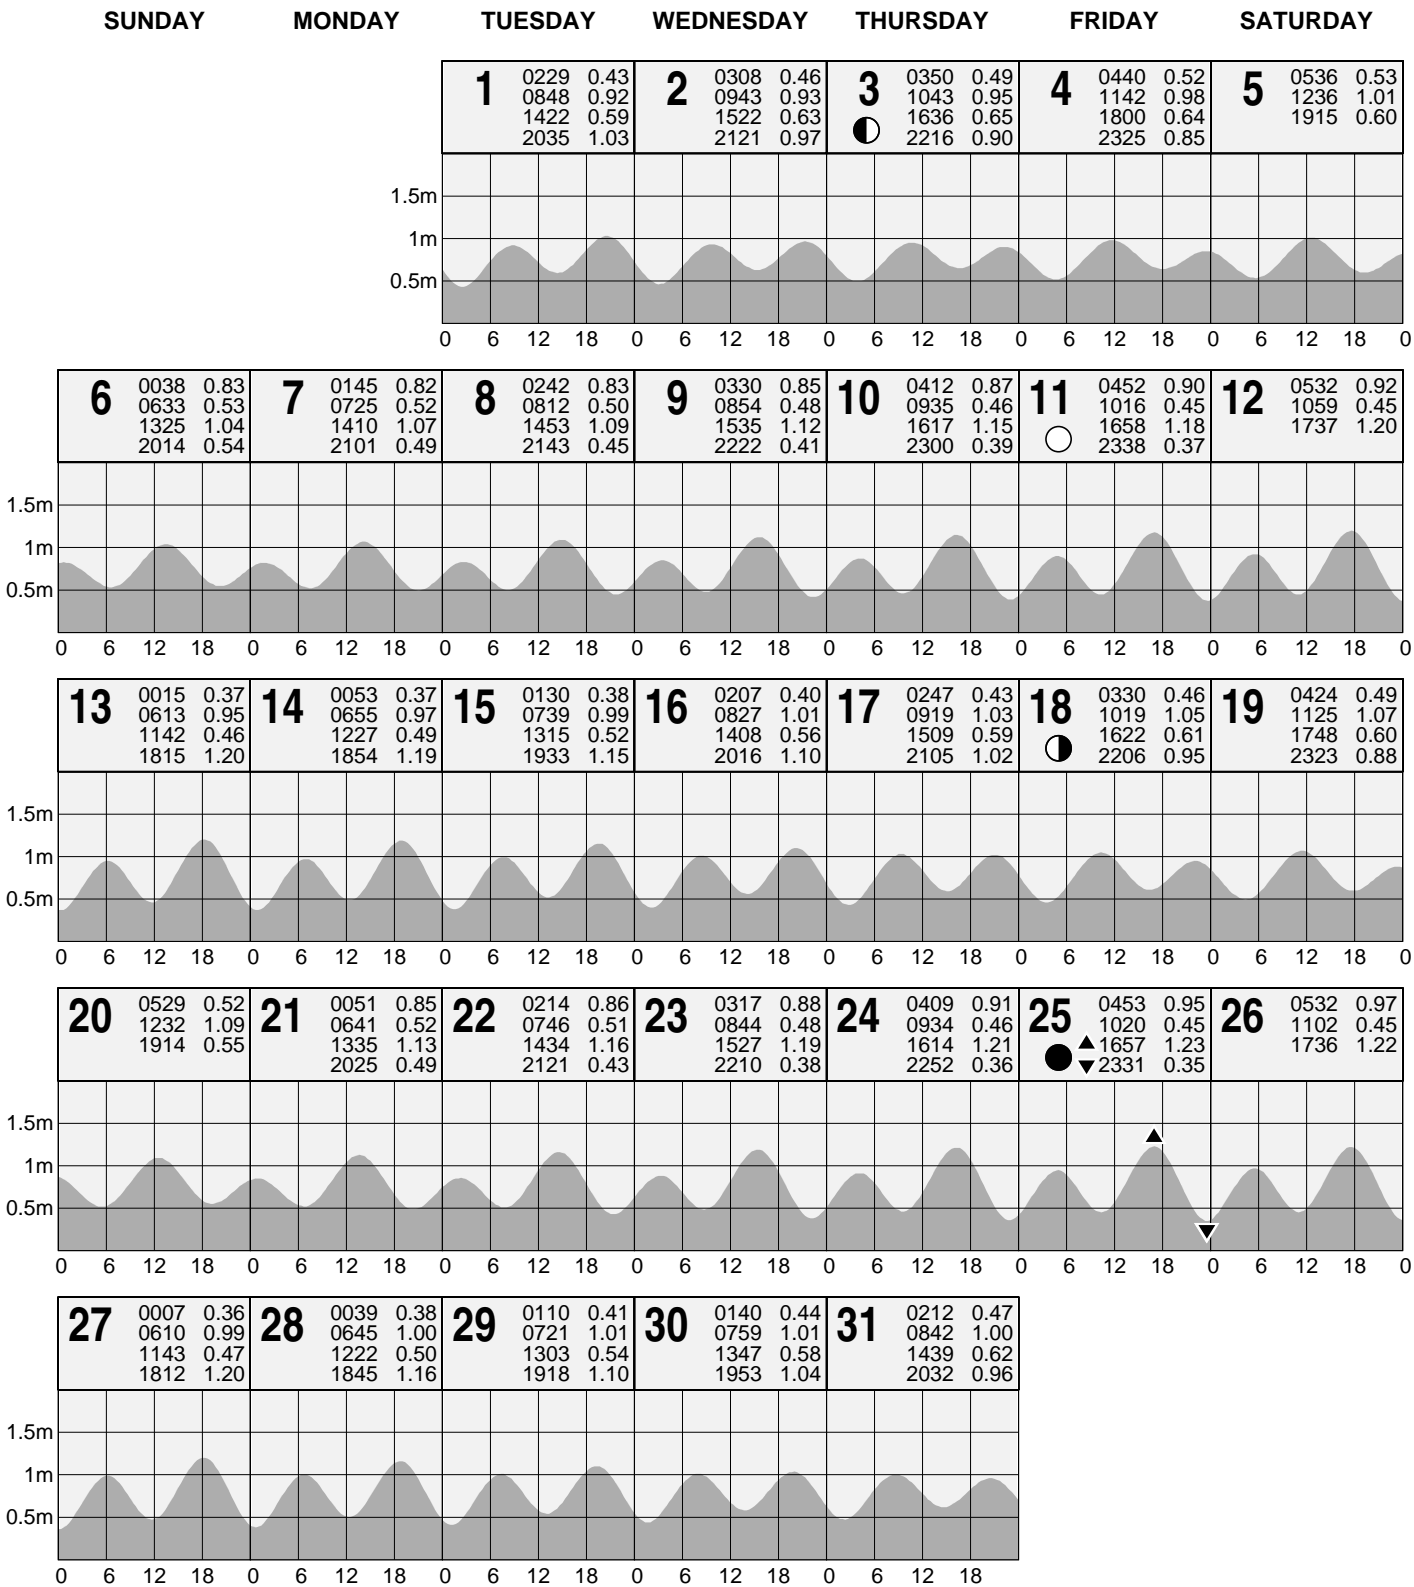 SUNDAY MONDAY TUESDAY WEDNESDAY THURSDAY FRIDAY SATURDAY
1 0229 0.43
0848 0.92
1422 0.59
2035 1.03
2 0308 0.46
0943 0.93
1522 0.63
2121 0.97
3 0350 0.49
1043 0.95
1636 0.65
2216 0.90
4 0440 0.52
1142 0.98
1800 0.64
2325 0.85
5 0536 0.53
1236 1.01
1915 0.60
1.5m
1m
0.5m
0 6 12 18 0 6 12 18 0 6 12 18 0 6 12 18 0 6 12 18 0
6 0038 0.83
0633 0.53
1325 1.04
2014 0.54
7 0145 0.82
0725 0.52
1410 1.07
2101 0.49
8 0242 0.83
0812 0.50
1453 1.09
2143 0.45
9 0330 0.85
0854 0.48
1535 1.12
2222 0.41
10 0412 0.87
0935 0.46
1617 1.15
2300 0.39
11 0452 0.90
1016 0.45
1658 1.18
2338 0.37
12 0532 0.92
1059 0.45
1737 1.20
1.5m
1m
0.5m
0 6 12 18 0 6 12 18 0 6 12 18 0 6 12 18 0 6 12 18 0 6 12 18 0 6 12 18 0
13 0015 0.37
0613 0.95
1142 0.46
1815 1.20
14 0053 0.37
0655 0.97
1227 0.49
1854 1.19
15 0130 0.38
0739 0.99
1315 0.52
1933 1.15
16 0207 0.40
0827 1.01
1408 0.56
2016 1.10
17 0247 0.43
0919 1.03
1509 0.59
2105 1.02
18 0330 0.46
1019 1.05
1622 0.61
2206 0.95
19 0424 0.49
1125 1.07
1748 0.60
2323 0.88
1.5m
1m
0.5m
0 6 12 18 0 6 12 18 0 6 12 18 0 6 12 18 0 6 12 18 0 6 12 18 0 6 12 18 0
20 0529 0.52
1232 1.09
1914 0.55
21 0051 0.85
0641 0.52
1335 1.13
2025 0.49
22 0214 0.86
0746 0.51
1434 1.16
2121 0.43
23 0317 0.88
0844 0.48
1527 1.19
2210 0.38
24 0409 0.91
0934 0.46
1614 1.21
2252 0.36
25 0453 0.95
1020 0.45
1657 1.23
2331 0.35
26 0532 0.97
1102 0.45
1736 1.22
1.5m
1m
0.5m
0 6 12 18 0 6 12 18 0 6 12 18 0 6 12 18 0 6 12 18 0 6 12 18 0 6 12 18 0
27 0007 0.36
0610 0.99
1143 0.47
1812 1.20
28 0039 0.38
0645 1.00
1222 0.50
1845 1.16
29 0110 0.41
0721 1.01
1303 0.54
1918 1.10
30 0140 0.44
0759 1.01
1347 0.58
1953 1.04
31 0212 0.47
0842 1.00
1439 0.62
2032 0.96
1.5m
1m
0.5m
0 6 12 18 0 6 12 18 0 6 12 18 0 6 12 18 0 6 12 18